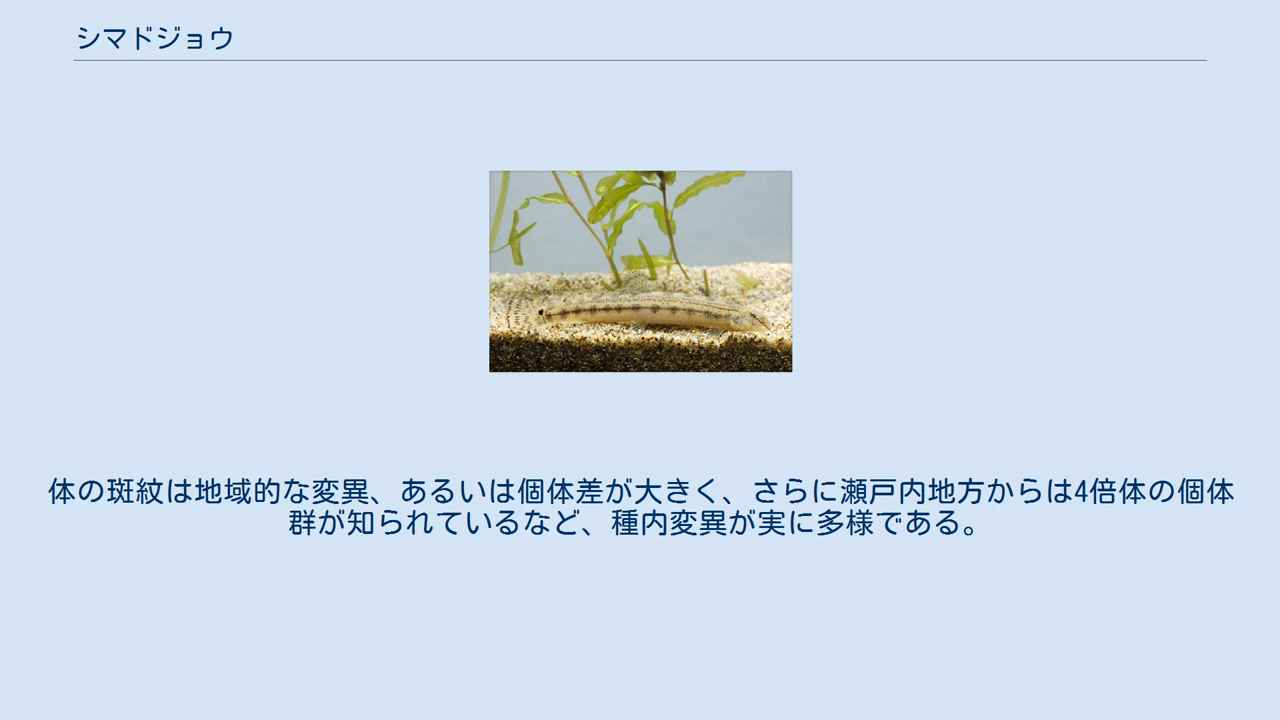 シマドジョウ
体の斑紋は地域的な変異、あるいは個体差が大きく、さらに瀬戸内地方からは4倍体の個体
群が知られているなど、種内変異が実に多様である。